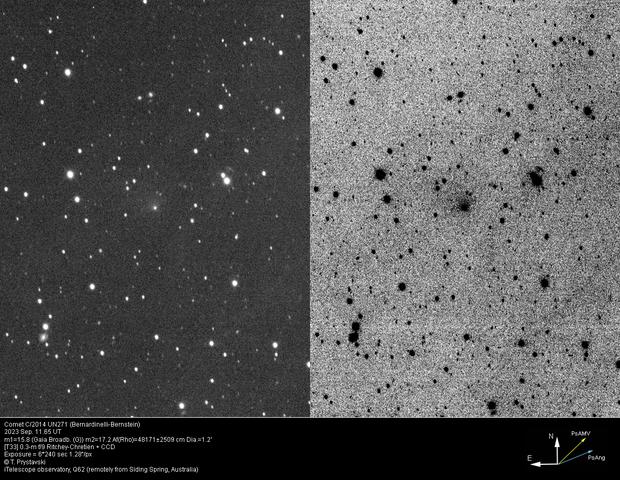 Comet C/2014 UN271 (Bernardinelli-Bernstein)
2023 Sep. 11.65 UT
m1=15.8 (Gaia Broadb. (G)) m2=17.2 Af(Rho)=48171±2509 cm Dia.=1.2'
[T33] 0.3-m f/9 Ritchey-Chretien + CCD
Exposure = 6*240 sec 1.28"/px
© T. Prystavski
iTelescope observatory, Q62 (remotely from Siding Spring, Australia)
N
PsAMV
PsAng
E